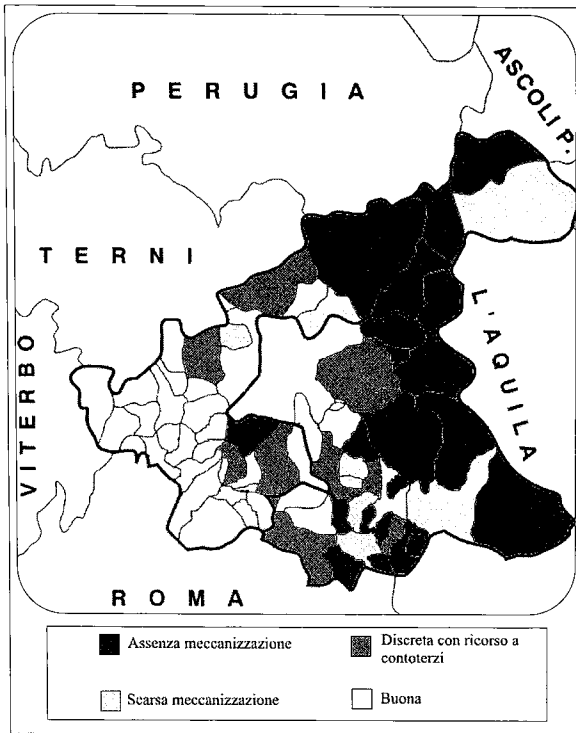 PERUGIA
ASCOLI P.
TERNI
L'AQUILA
VITERBO
ROMA
Assenza meccanizzazione
Discreta con ricorso a
contoterzi
Scarsa meccanizzazione
Buona